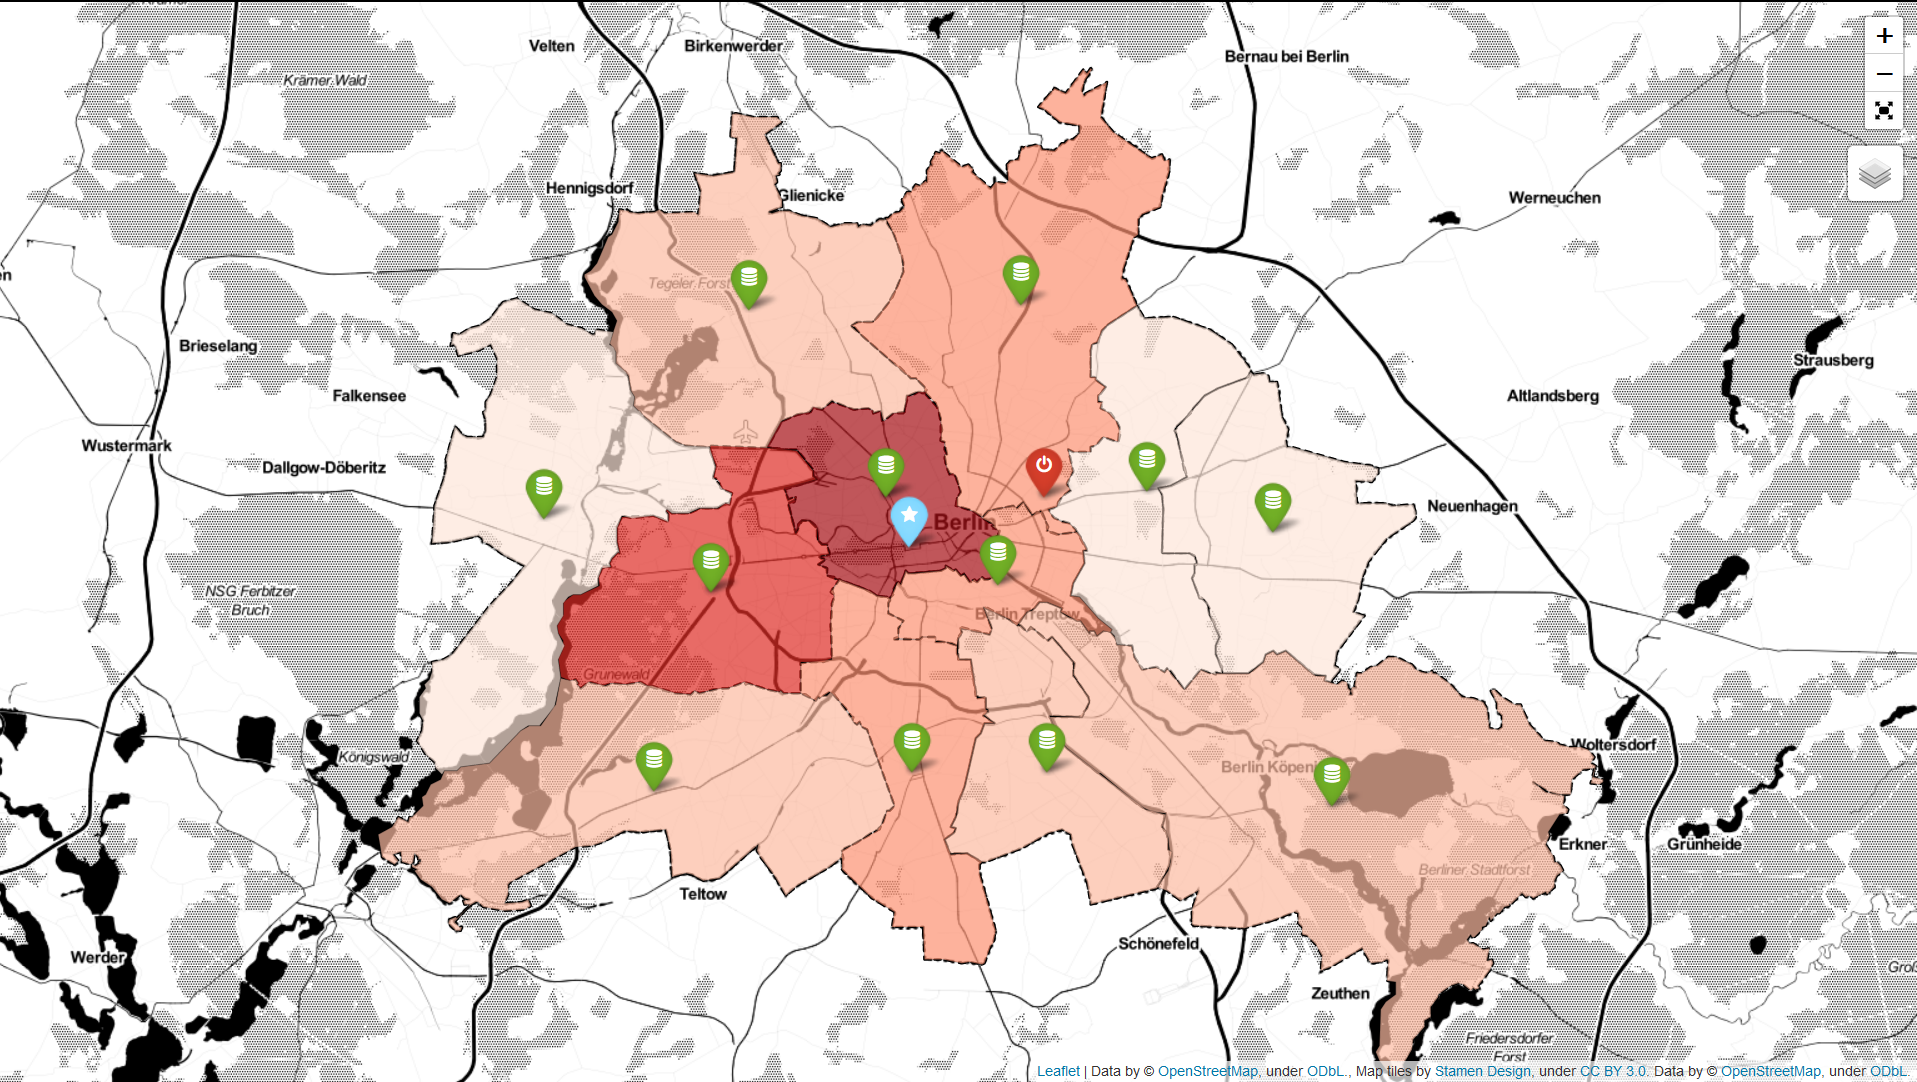 Velten
Birkenwerder
Bernau bei Berlin
+
Krämer Wald
−
Hennigsdorf
Glienicke
Werneuchen
Tegeler Forst
Brieselang
Strausberg
Falkensee
Altlandsberg
Wustermark
Dallgow-Döberitz
Neuenhagen
Berlin
NSG Ferbitzer
Bruch
Berlin Treptow
Grunewald
Königswald
Woltersdorf
Berlin Köpeni
Erkner
Grünheide
Berliner Stadtforst
Teltow
Schönefeld
Werder
Groß
Zeuthen
Friedersdorfer
Forst
Leaflet | Data by © OpenStreetMap, under ODbL., Map tiles by Stamen Design, under CC BY 3.0. Data by © OpenStreetMap, under ODbL.